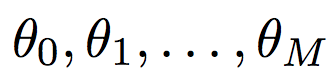 θ₀, θ₁, . . . , θ_M